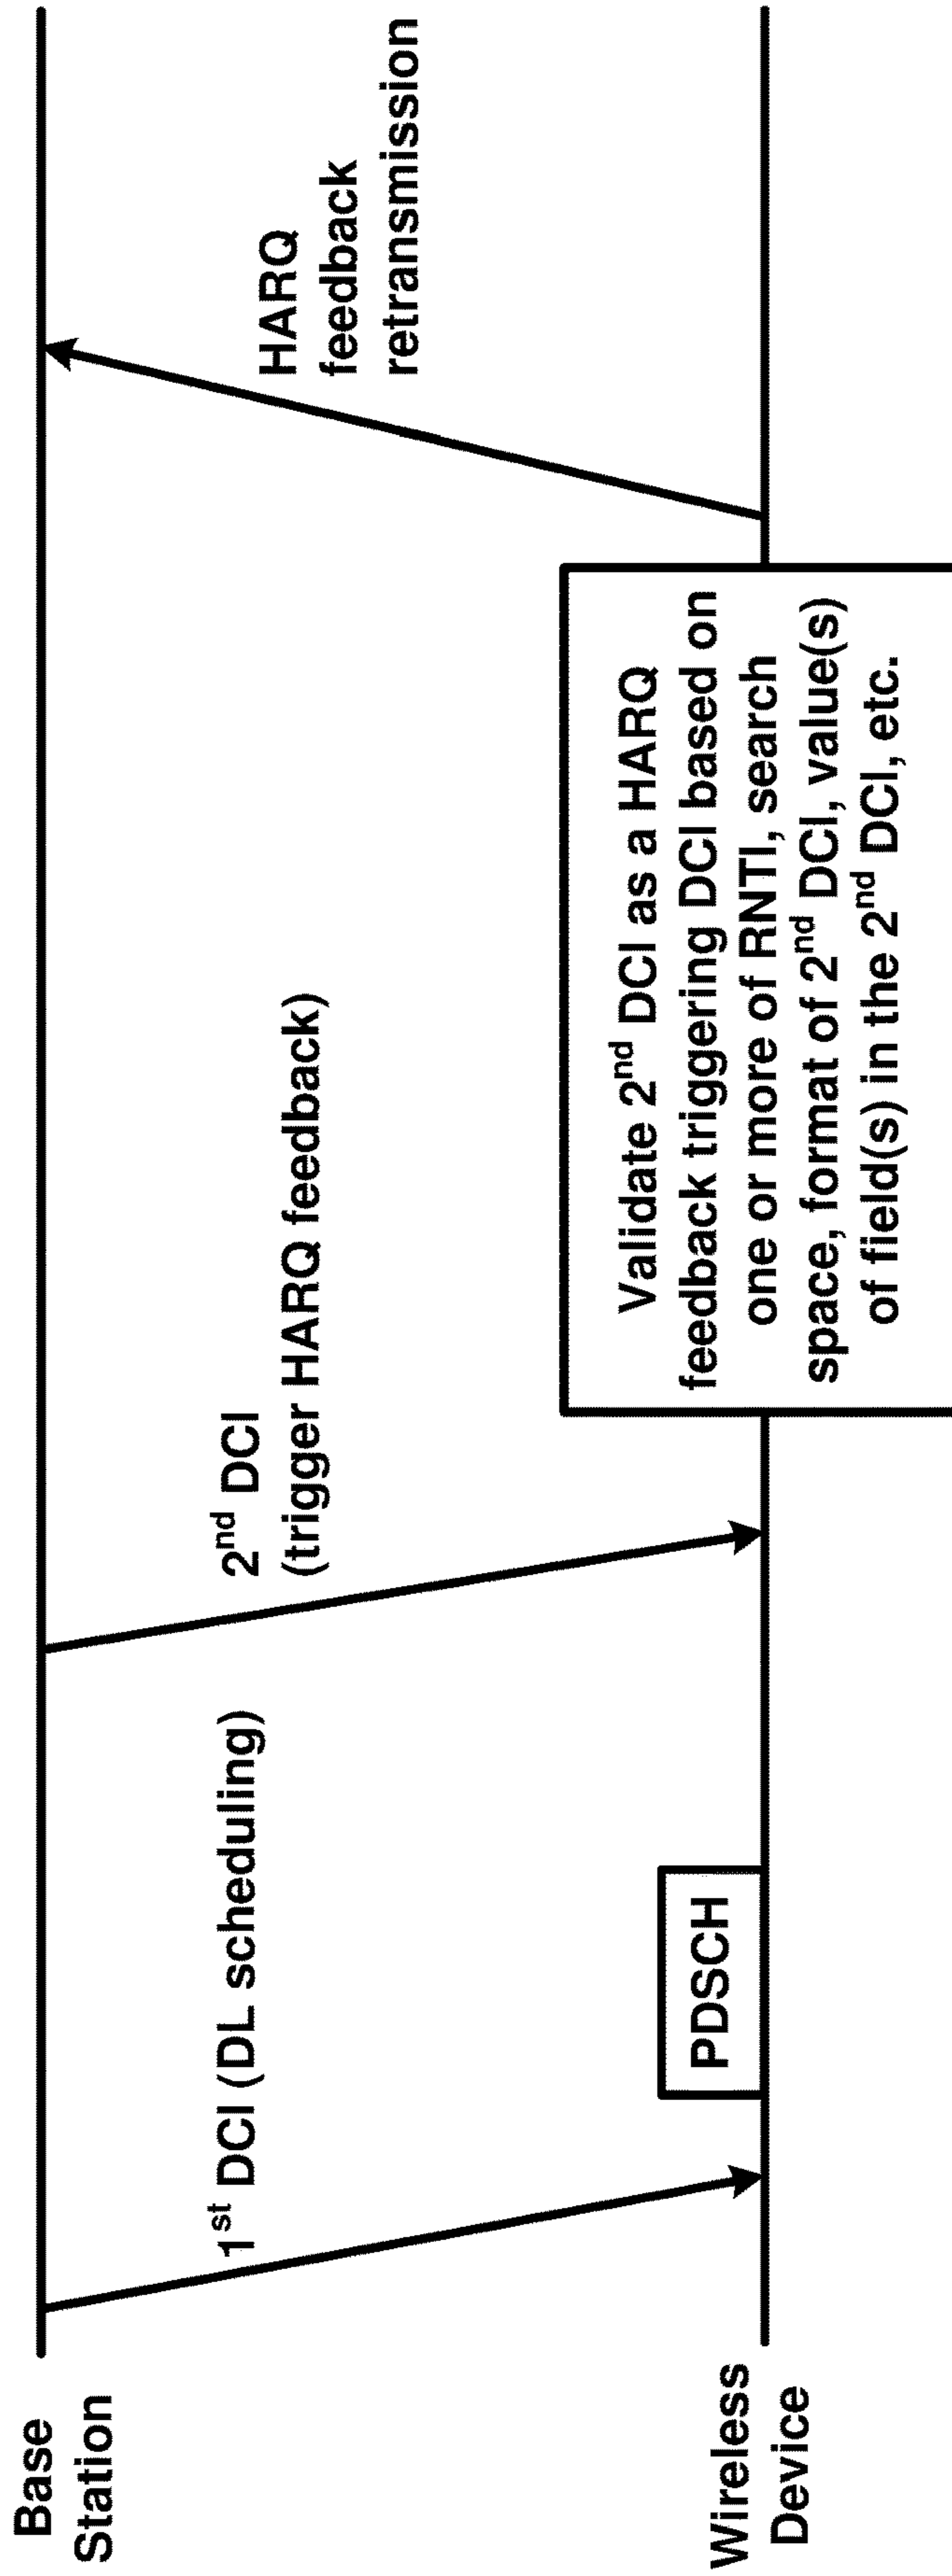 Base
Station
1st DCI (DL scheduling)
2nd DCI
(trigger HARQ feedback)
HARQ
feedback
retransmission
Wireless
Device
PDSCH
Validate 2nd DCI as a HARQ
feedback triggering DCI based on
one or more of RNTI, search
space, format of 2nd DCI, value(s)
of field(s) in the 2nd DCI, etc.